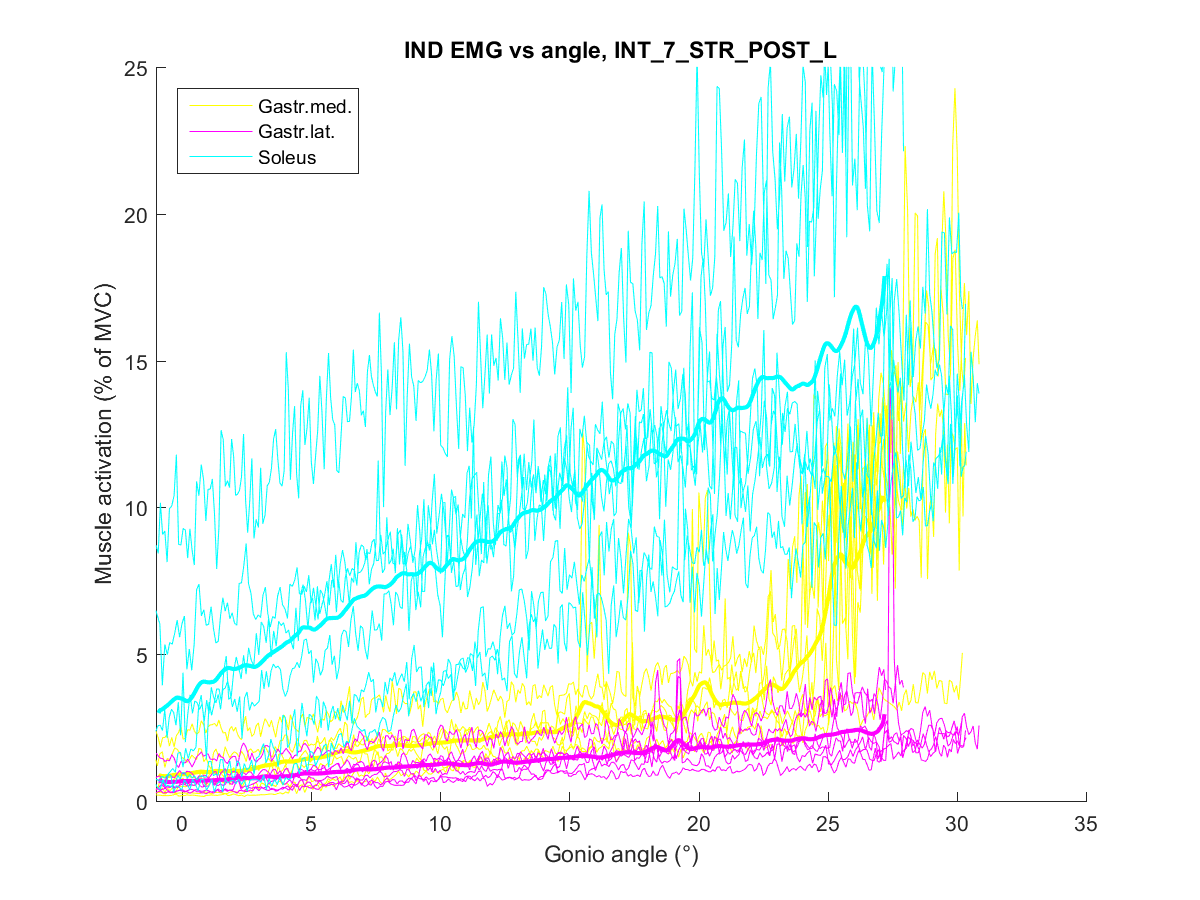 IND EMG vs angle, INT_7_STR_POST_L
25
20
15
10
5
0
Gastr.med.
Gastr.lat.
Soleus
Muscle activation (% of MVC)
0 5 10 15 20 25 30 35
Gonio angle (°)